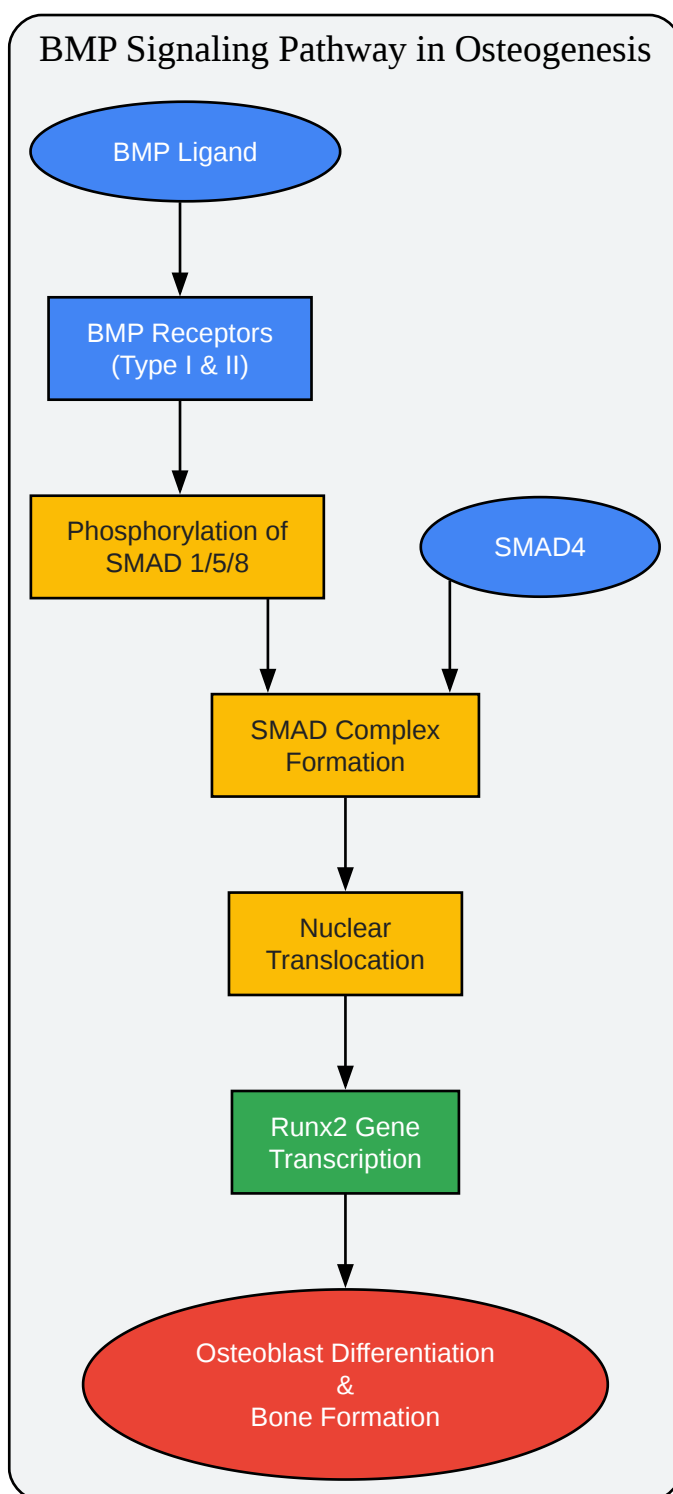 BMP Signaling Pathway in Osteogenesis
BMP Ligand
BMP Receptors
(Type I & II)
Phosphorylation of
SMAD 1/5/8
SMAD4
SMAD Complex
Formation
Nuclear
Translocation
Runx2 Gene
Transcription
Osteoblast Differentiation
&
Bone Formation